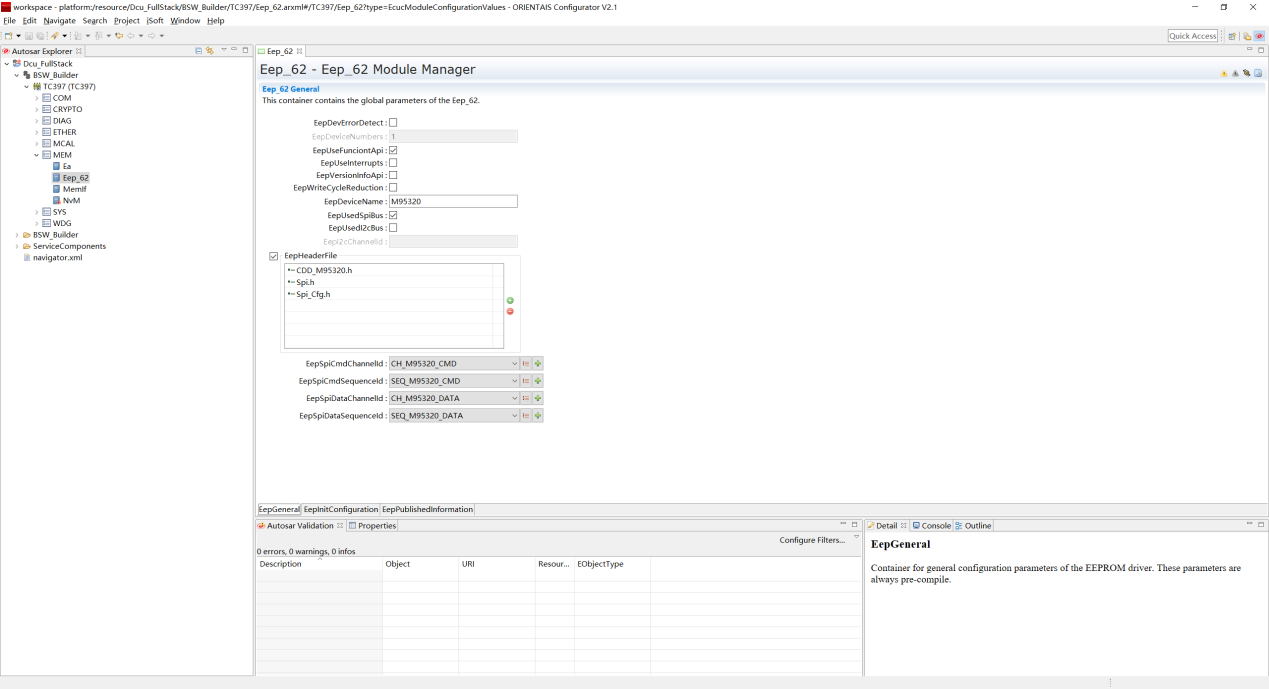 workspace - platform:/resource/Dcu_FullStack/BSW_Builder/TC397/Eep_62.arxml#/TC397/Eep_62?type=EcucModuleConfigurationValues - ORIENTAIS Configurator V2.1
File Edit Navigate Search Project iSoft Window Help
Quick Access
Autosar Explorer
Dcu_FullStack
BSW_Builder
TC397 (TC397)
COM
CRYPTO
DIAG
ETHER
MCAL
MEM
Ea
Eep_62
MemIf
NvM
SYS
WDG
BSW_Builder
ServiceComponents
navigator.xml
Eep_62
Eep_62 - Eep_62 Module Manager
Eep_62 General
This container contains the global parameters of the Eep_62.
EepDevErrorDetect :
EepDeviceNumbers : 1
EepUseFunciontApi :
EepUseInterrupts :
EepVersionInfoApi :
EepWriteCycleReduction :
EepDeviceName : M95320
EepUsedSpiBus :
EepUsedI2cBus :
EepI2cChannelId :
EepHeaderFile
CDD_M95320.h
Spi.h
Spi_Cfg.h
EepSpiCmdChannelId : CH_M95320_CMD
EepSpiCmdSequenceId : SEQ_M95320_CMD
EepSpiDataChannelId : CH_M95320_DATA
EepSpiDataSequenceId : SEQ_M95320_DATA
EepGeneral EepInitConfiguration EepPublishedInformation
Autosar Validation Properties
Configure Filters...
0 errors, 0 warnings, 0 infos
Description Object URI Resour... EObjectType
Detail Console Outline
EepGeneral
Container for general configuration parameters of the EEPROM driver. These parameters are
always pre-compile.